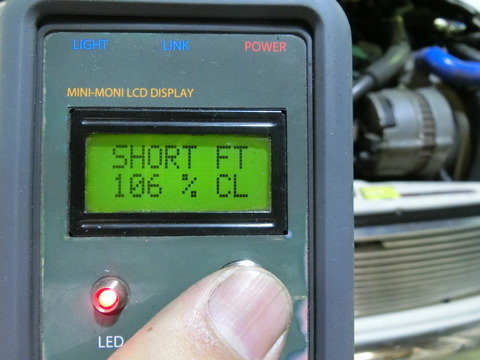 LIGHT LINK POWER
MINI-MONI LCD DISPLAY
SHORT FT
106 % CL
LED